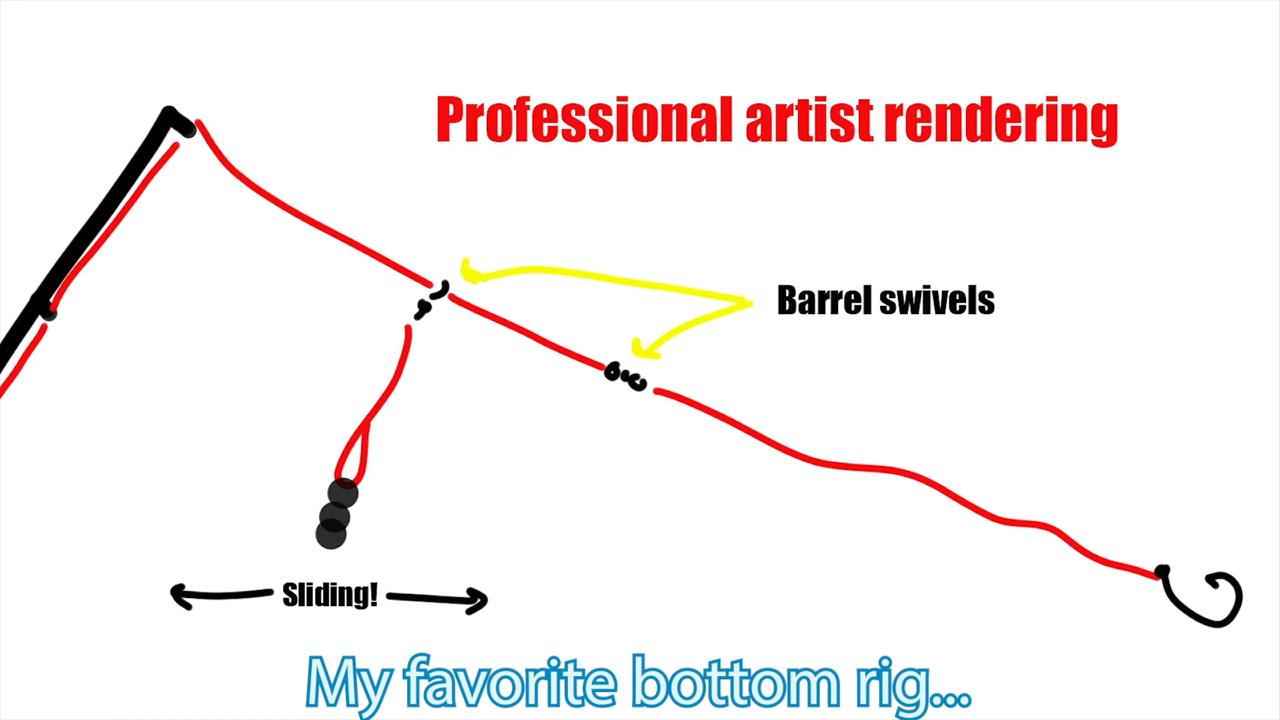 Professional artist rendering
Barrel swivels
Sliding!
My favorite bottom rig...